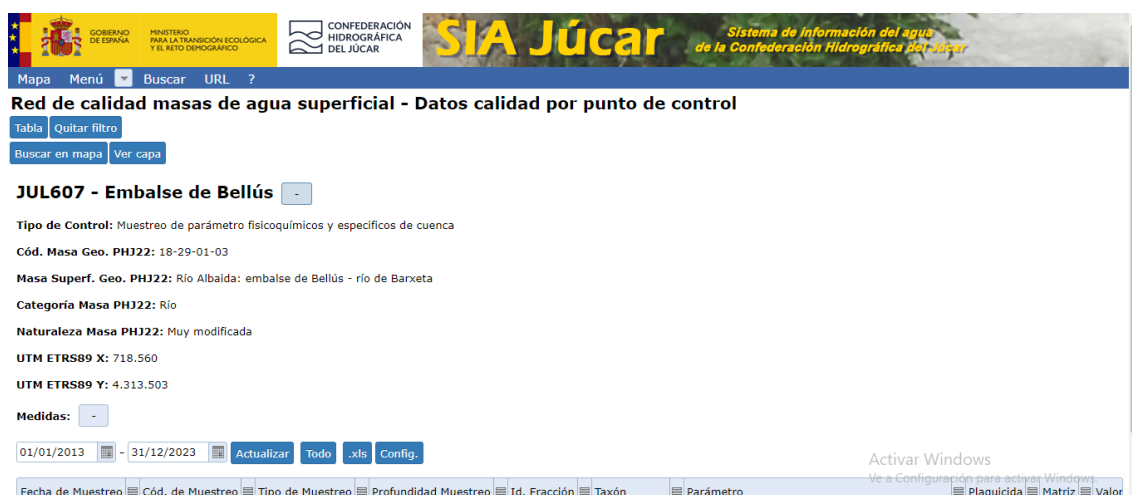 GOBIERNO
DE ESPAÑA
MINISTERIO
PARA LA TRANSICIÓN ECOLÓGICA
Y EL RETO DEMOGRÁFICO
CONFEDERACIÓN
HIDROGRÁFICA
DEL JÚCAR
SIA Júcar
Sistema de información del agua
de la Confederación Hidrográfica del Júcar
Mapa Menú Buscar URL ?
Red de calidad masas de agua superficial - Datos calidad por punto de control
Tabla Quitar filtro
Buscar en mapa Ver capa
JUL607 - Embalse de Bellús -
Tipo de Control: Muestreo de parámetro fisicoquímicos y especificos de cuenca
Cód. Masa Geo. PHJ22: 18-29-01-03
Masa Superf. Geo. PHJ22: Río Albaida: embalse de Bellús - río de Barxeta
Categoría Masa PHJ22: Río
Naturaleza Masa PHJ22: Muy modificada
UTM ETRS89 X: 718.560
UTM ETRS89 Y: 4.313.503
Medidas: -
01/01/2013 - 31/12/2023 Actualizar Todo .xls Config.
Activar Windows
Ve a Configuración para activar Windows.
Fecha de Muestreo Cód. de Muestreo Tipo de Muestreo Profundidad Muestreo Id. Fracción Taxón Parámetro Plaguicida Matriz Valor